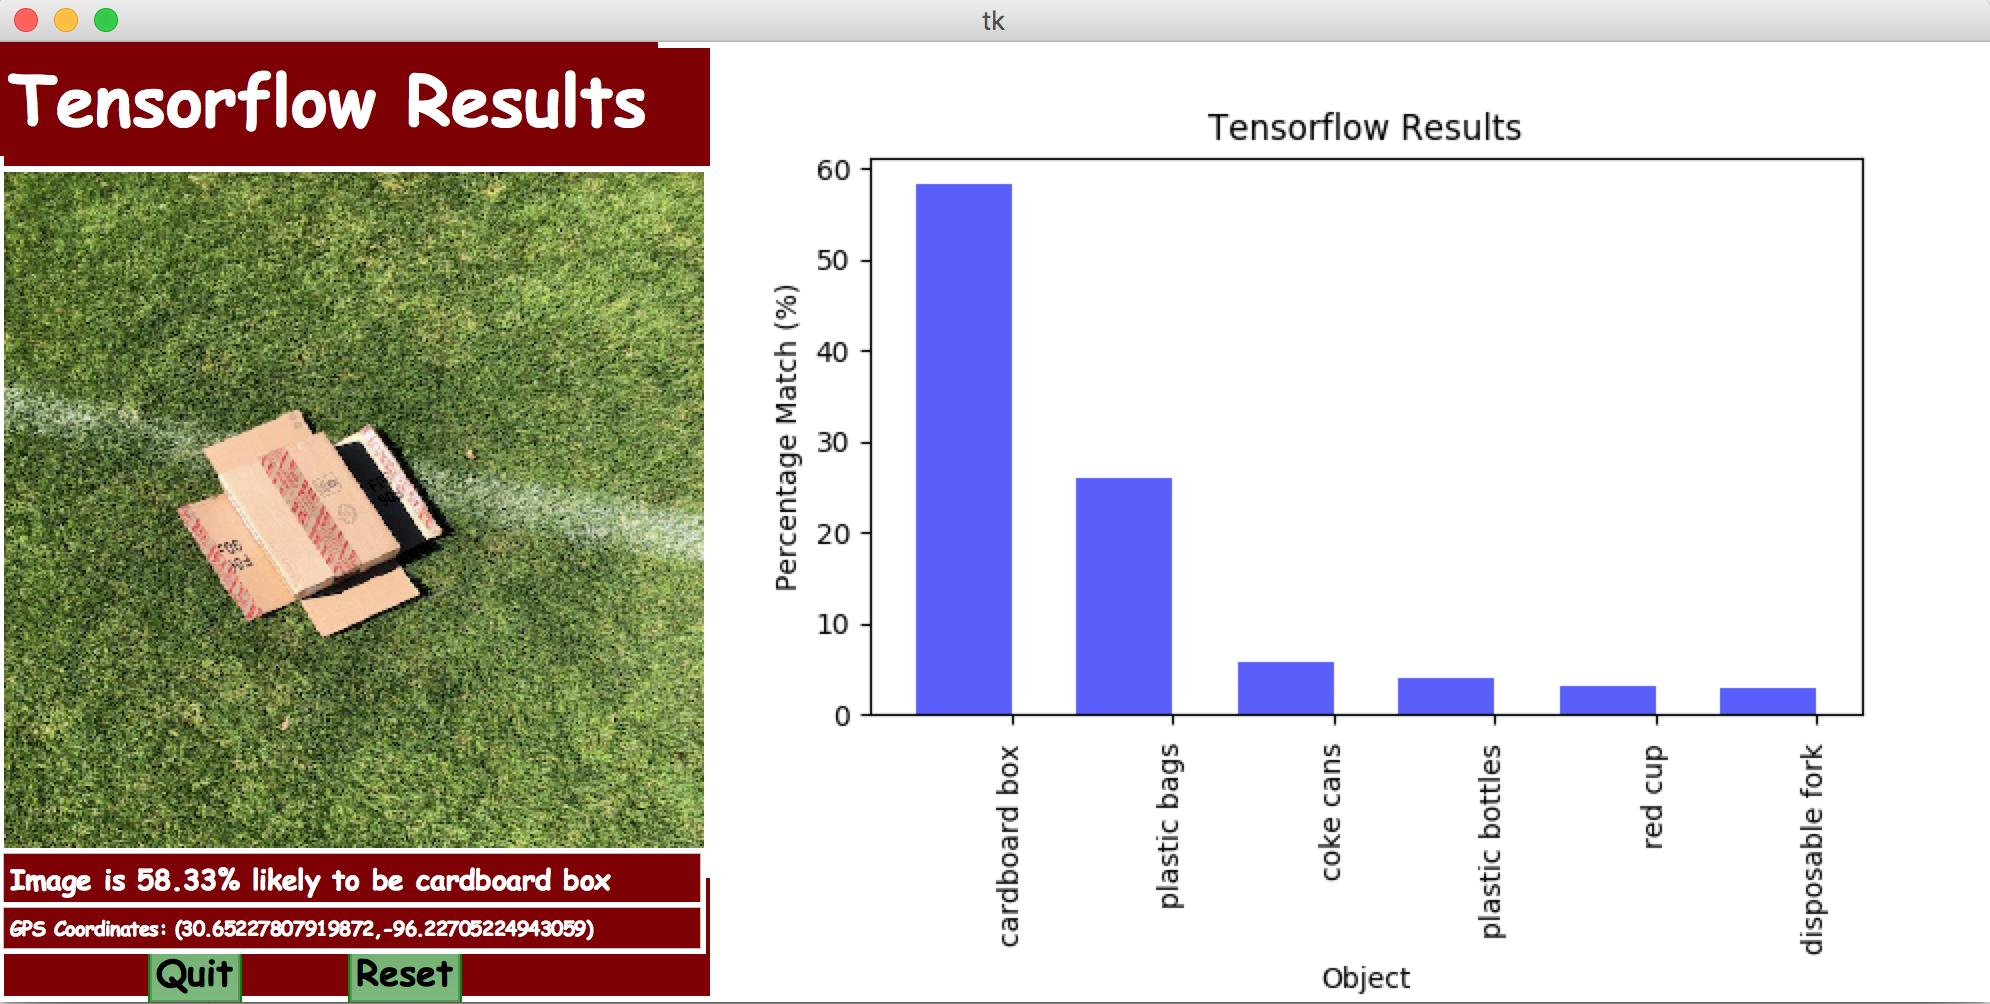 tk
Tensorflow Results
Image is 58.33% likely to be cardboard box
GPS Coordinates: (30.65227807919872,-96.22705224943059)
Quit
Reset
Tensorflow Results
Percentage Match (%)
60
50
40
30
20
10
0
cardboard box
plastic bags
coke cans
plastic bottles
red cup
disposable fork
Object